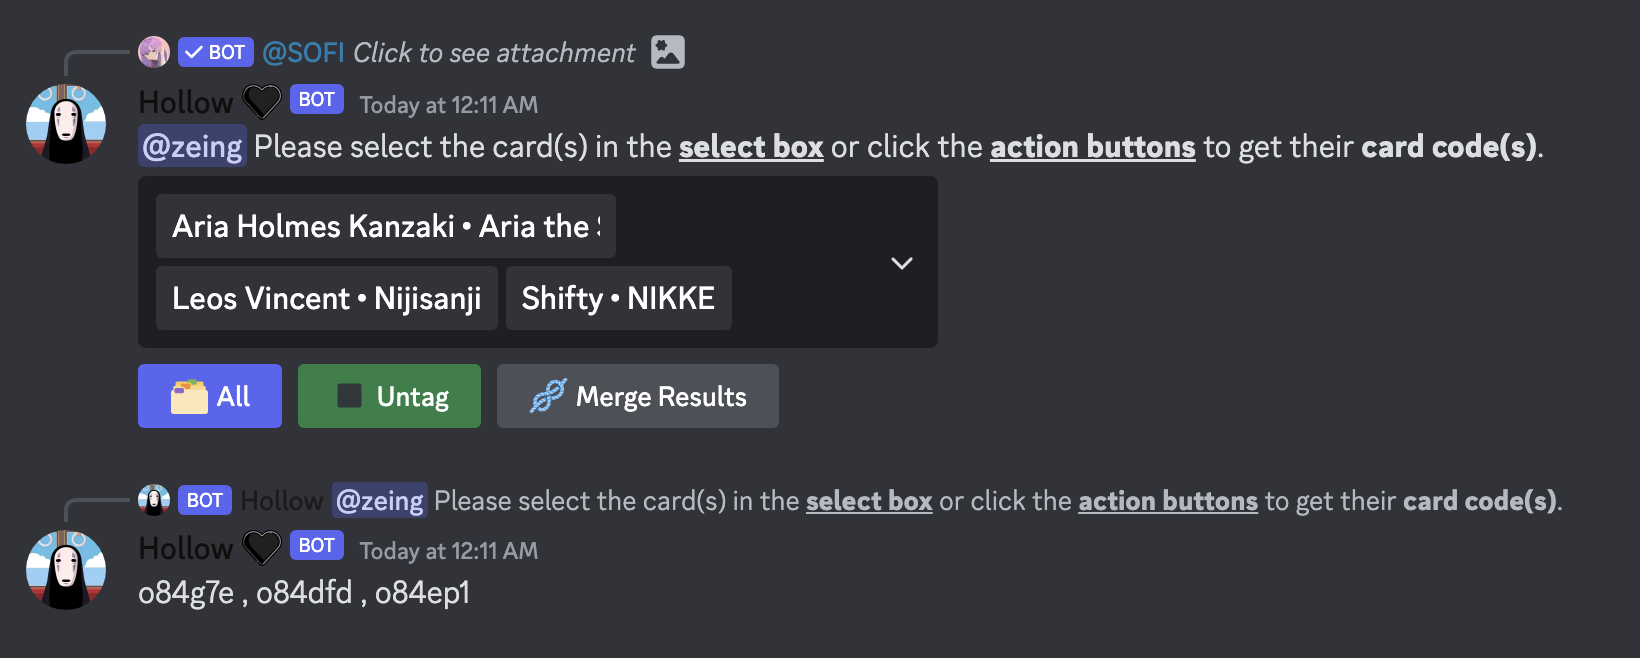 BOT @SOFI Click to see attachment
Hollow BOT Today at 12:11 AM
@zeing Please select the card(s) in the select box or click the action buttons to get their card code(s).
Aria Holmes Kanzaki • Aria the
Leos Vincent • Nijisanji Shifty • NIKKE
All Untag Merge Results
BOT Hollow @zeing Please select the card(s) in the select box or click the action buttons to get their card code(s).
Hollow BOT Today at 12:11 AM
o84g7e , o84dfd , o84ep1